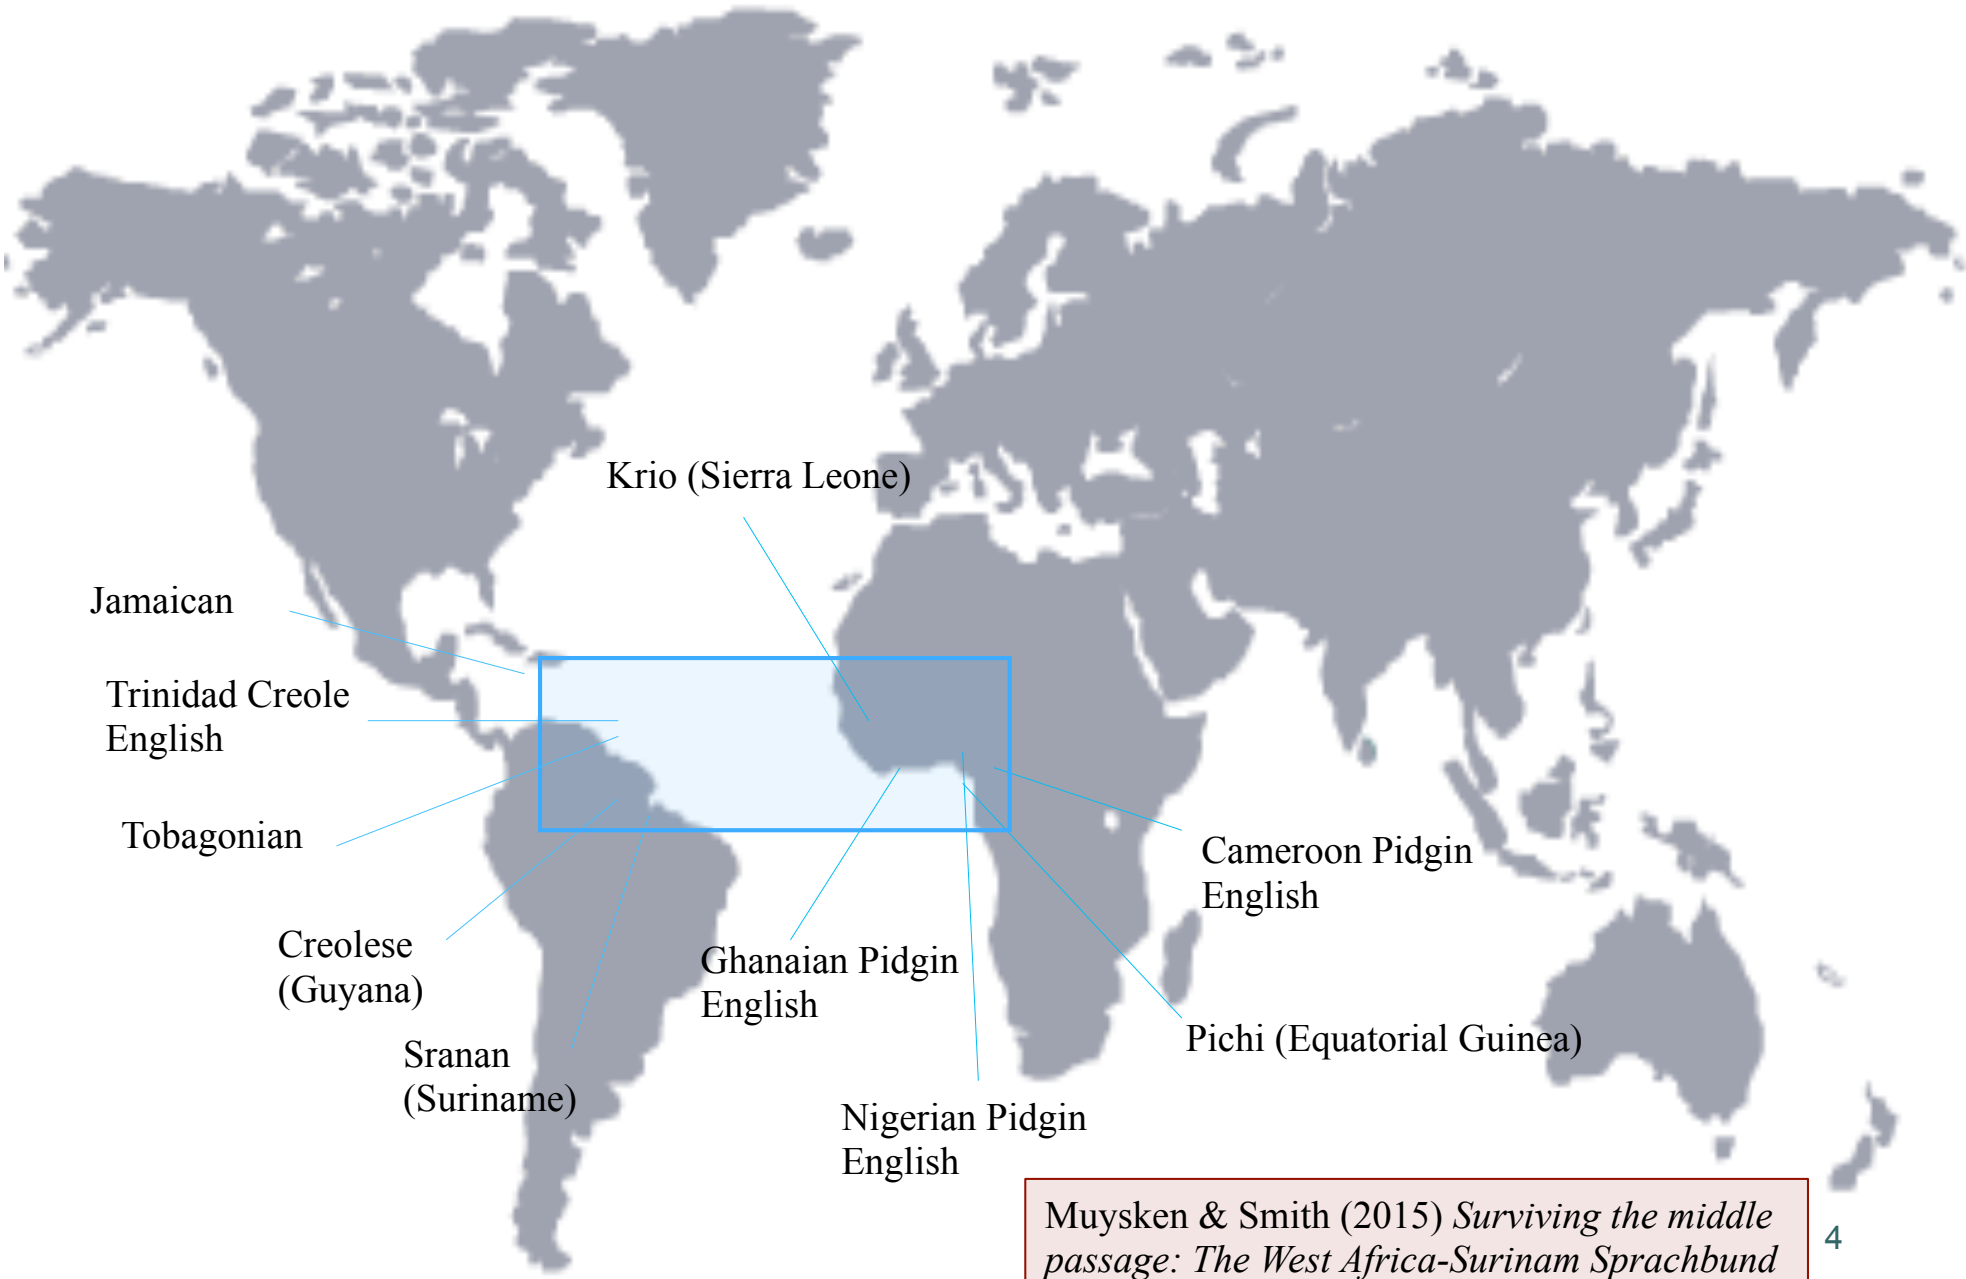 Krio (Sierra Leone)
Jamaican
Trinidad Creole
English
Tobagonian
Creolese
(Guyana)
Sranan
(Suriname)
Ghanaian Pidgin
English
Nigerian Pidgin
English
Cameroon Pidgin
English
Pichi (Equatorial Guinea)
Muysken & Smith (2015) Surviving the middle
passage: The West Africa-Surinam Sprachbund
4